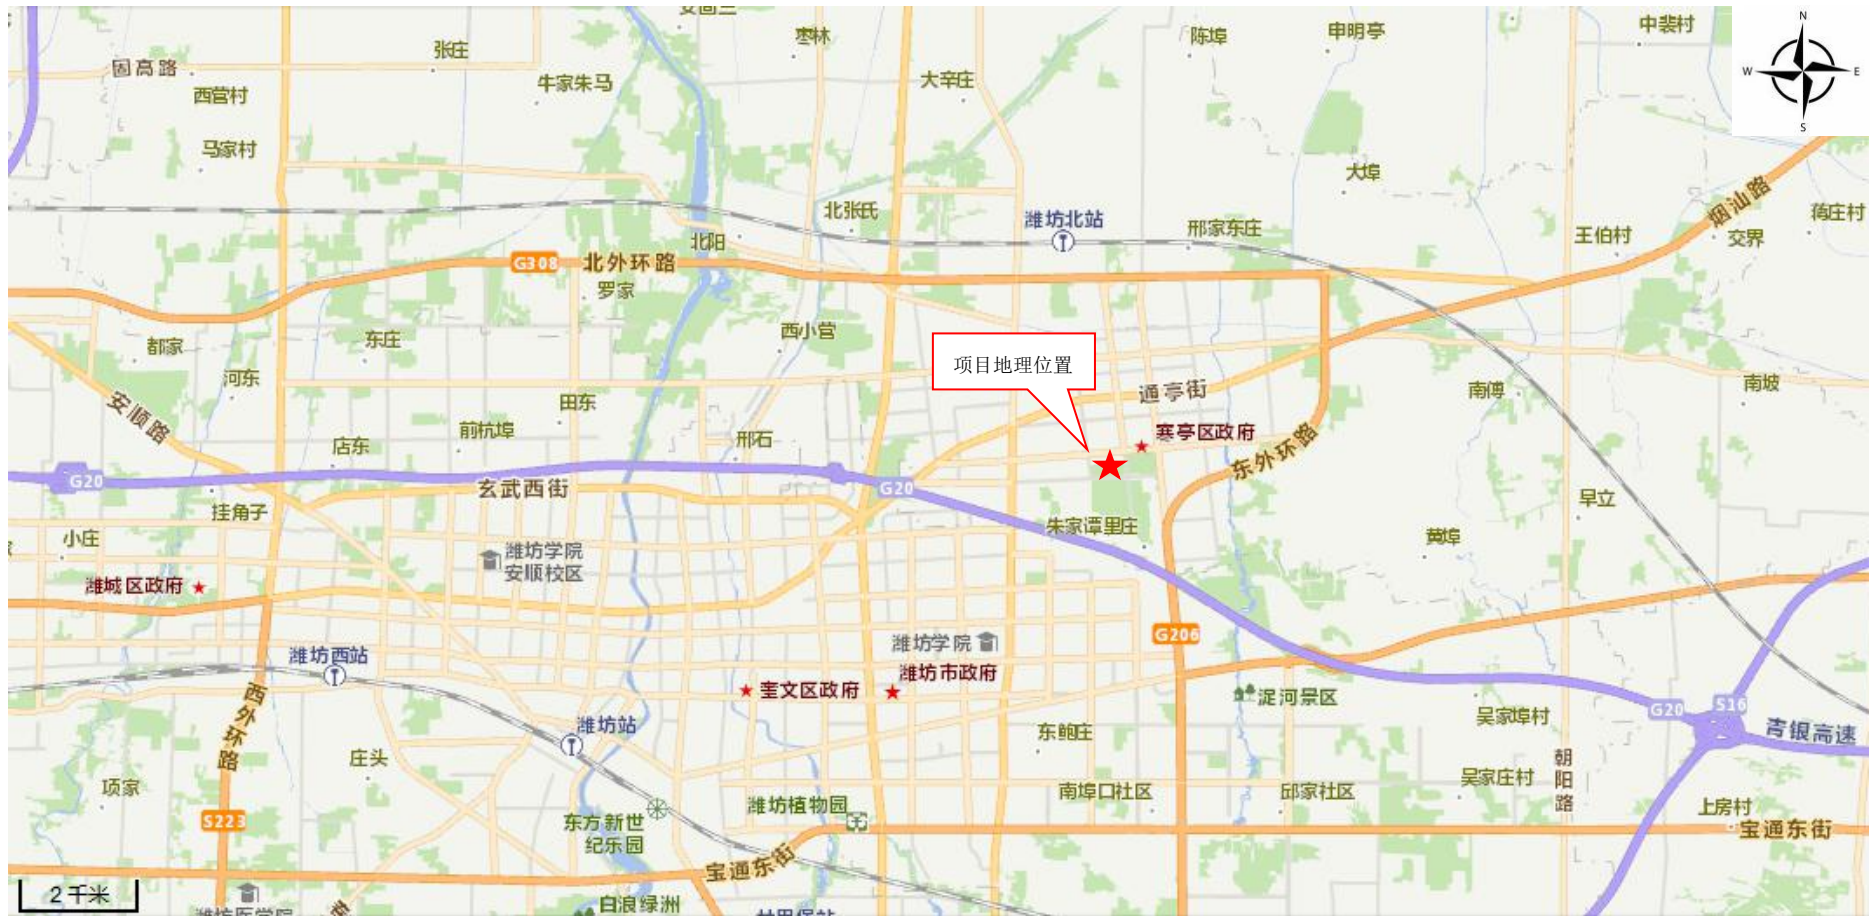 安固三
N
中裴村
枣林
陈埠
申明亭
张庄
固高路
W
E
牛家朱马
大辛庄
西营村
S
马家村
大埠
烟汕路
北张氏
潍坊北站
邢家东庄
蒋庄村
北阳
王伯村
交界
G308
北外环路
罗家
西小营
东庄
都家
项目地理位置
河东
通亭街
南傅
南坡
田东
安顺路
前杭埠
邢石
寒亭区政府
店东
东外环路
G20
玄武西街
G20
挂角子
早立
朱家谭里庄
小庄
黄埠
潍坊学院
安顺校区
潍城区政府
G206
潍坊学院
潍坊西站
潍坊市政府
奎文区政府
浞河景区
西外环路
G20
S16
吴家埠村
潍坊站
东鲍庄
青银高速
庄头
朝阳路
项家
吴家庄村
南埠口社区
邱家社区
潍坊植物园
上房村
S223
东方新世
纪乐园
宝通东街
宝通东街
2 千米
白浪绿洲
潍坊医学院